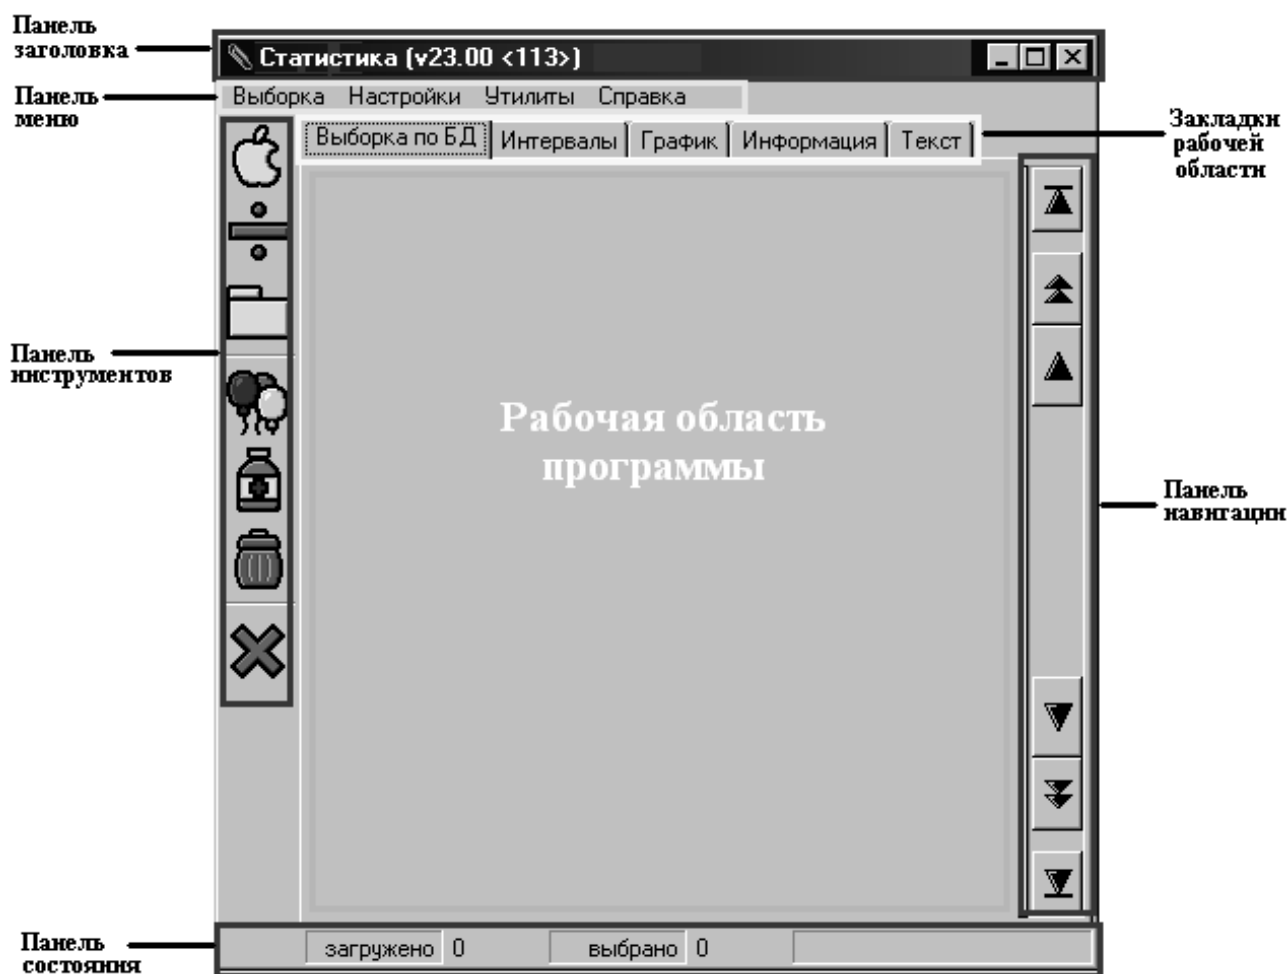 Панель
заголовка
Статистика (v23.00 <113>)
Панель
меню
Выборка Настройки Утилиты Справка
Выборка по БД Интервалы График Информация Текст
Закладки
рабочей
области
Панель
инструментов
Рабочая область
программы
Панель
навигации
Панель
состояния
загружено 0 выбрано 0